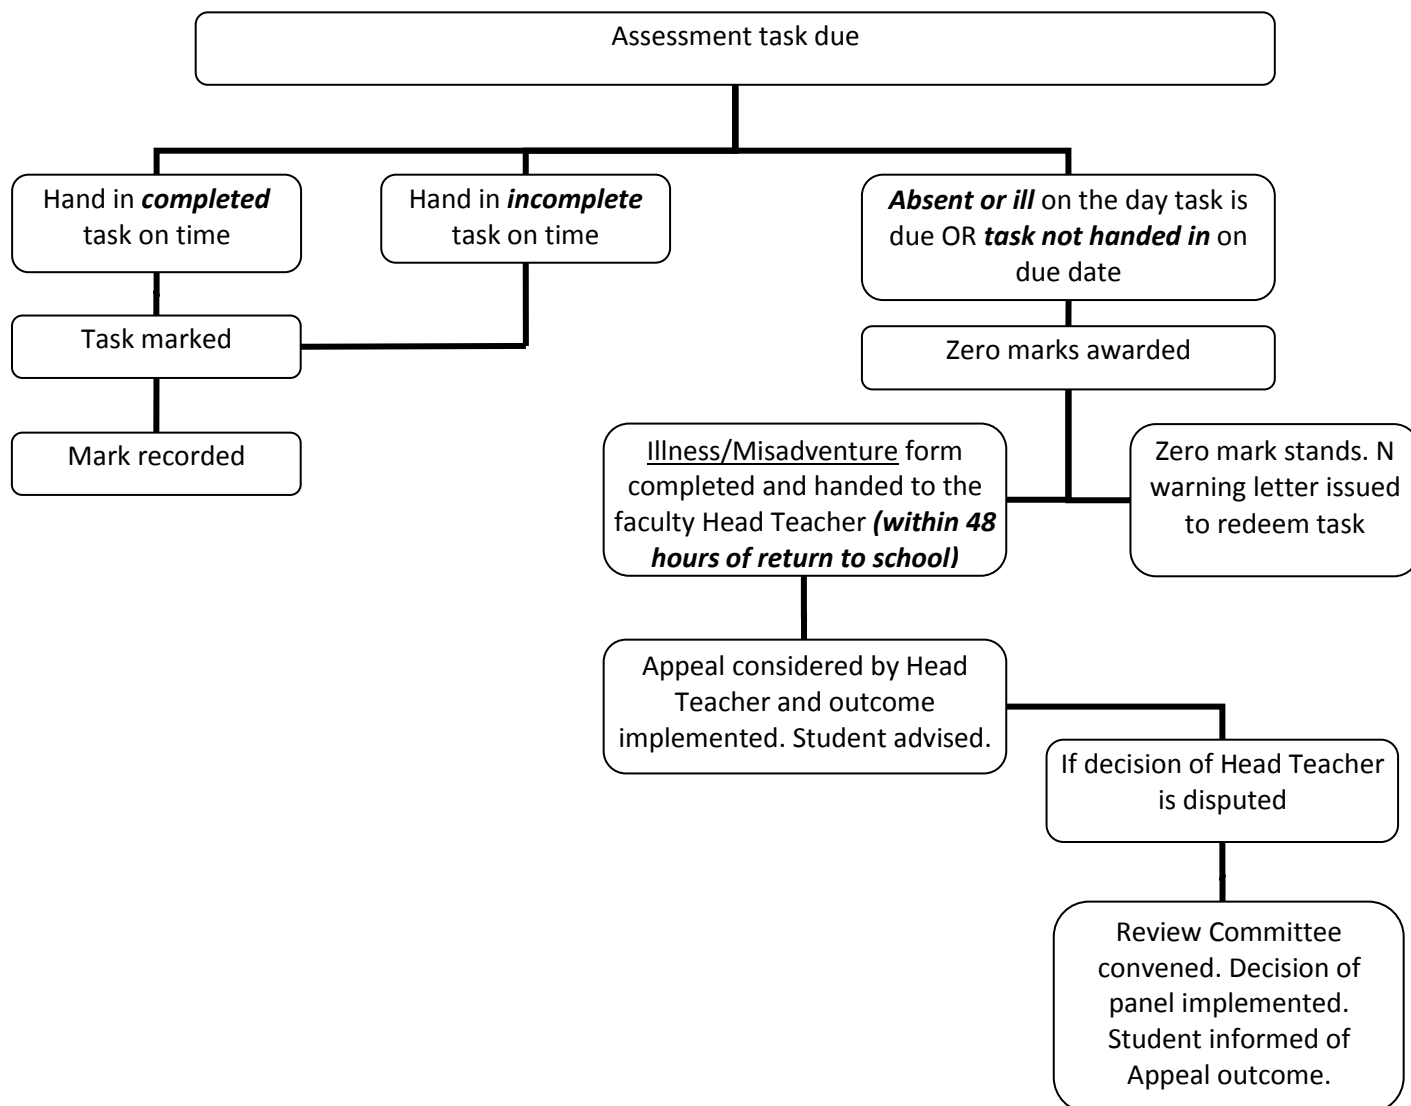 Assessment task due
Hand in completed
task on time
Hand in incomplete
task on time
Absent or ill on the day task is
due OR task not handed in on
due date
Task marked
Zero marks awarded
Mark recorded
Illness/Misadventure form
completed and handed to the
faculty Head Teacher (within 48
hours of return to school)
Zero mark stands. N
warning letter issued
to redeem task
Appeal considered by Head
Teacher and outcome
implemented. Student advised.
If decision of Head Teacher
is disputed
Review Committee
convened. Decision of
panel implemented.
Student informed of
Appeal outcome.